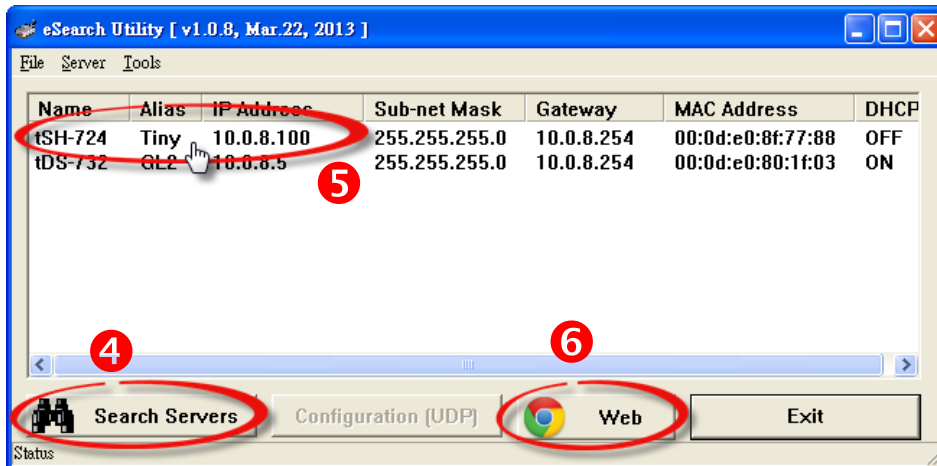 eSearch Utility [ v1.0.8, Mar.22, 2013 ]
File Server Tools
Name Alias IP Address Sub-net Mask Gateway MAC Address DHCP
tSH-724 Tiny 10.0.8.100 255.255.255.0 10.0.8.254 00:0d:e0:8f:77:88 OFF
tDS-732 GL2 10.0.8.5 255.255.255.0 10.0.8.254 00:0d:e0:80:1f:03 ON
5
4
6
Search Servers Configuration (UDP) Web Exit
Status